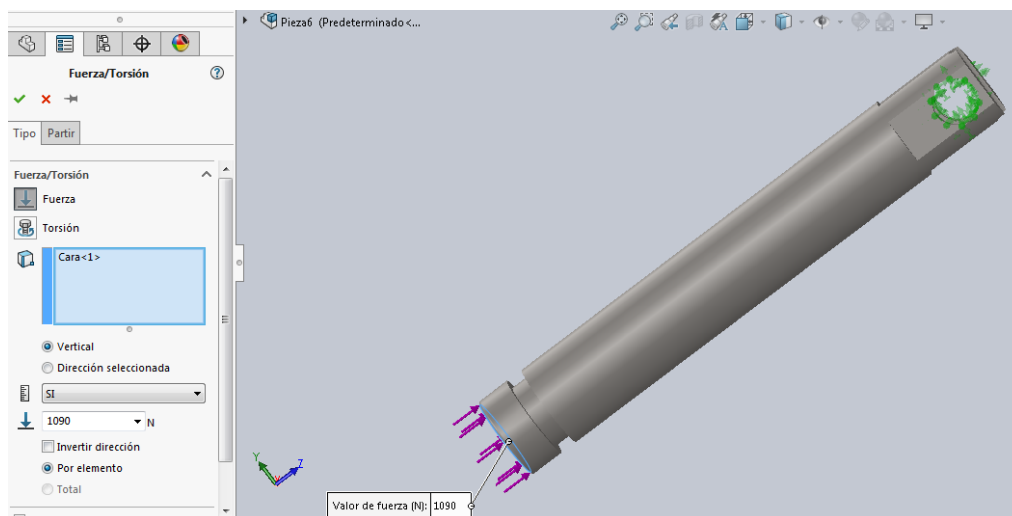 Pieza6 (Predeterminado<...
Fuerza/Torsión
Tipo
Partir
Fuerza/Torsión
Fuerza
Torsión
Cara<1>
Vertical
Dirección seleccionada
SI
1090
N
Invertir dirección
Por elemento
Total
Y
Z
Valor de fuerza (N): 1090